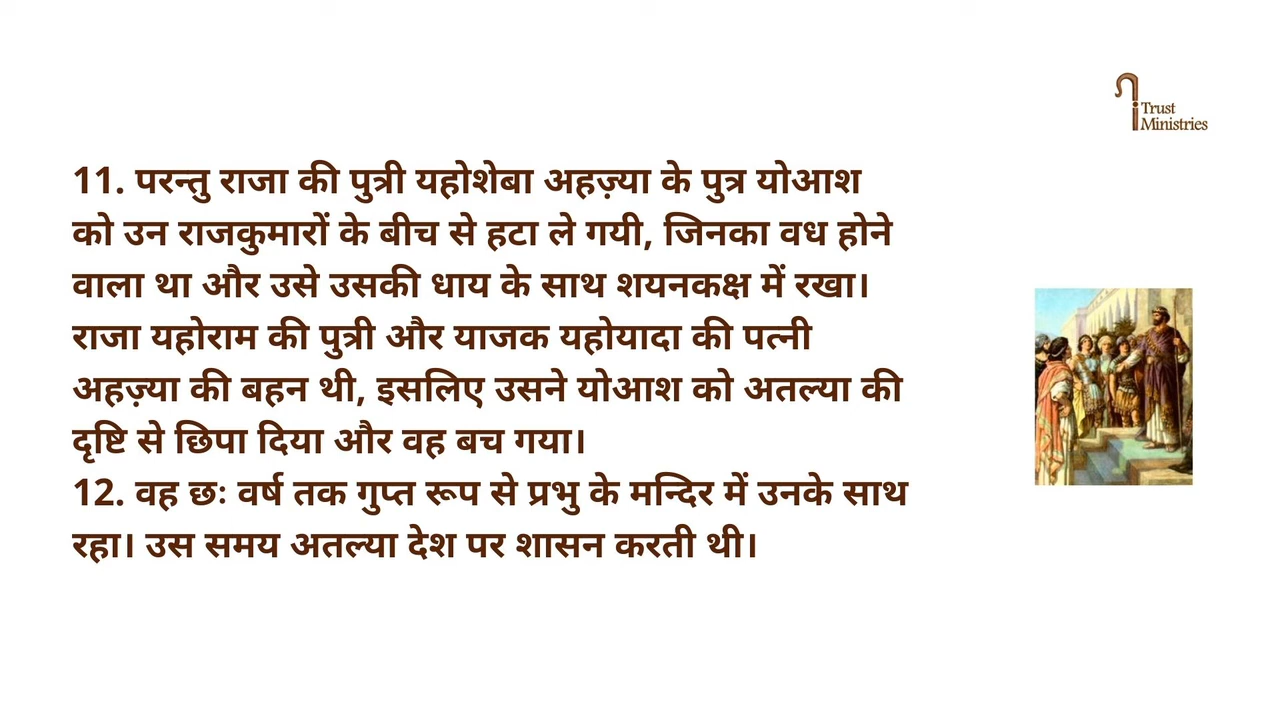 Trust
Ministries
11. परन्तु राजा की पुत्री यहोशेबा अहज़्या के पुत्र योआश
को उन राजकुमारों के बीच से हटा ले गयी, जिनका वध होने
वाला था और उसे उसकी धाय के साथ शयनकक्ष में रखा।
राजा यहोराम की पुत्री और याजक यहोयादा की पत्नी
अहज़्या की बहन थी, इसलिए उसने योआश को अतल्या की
दृष्टि से छिपा दिया और वह बच गया।
12. वह छः वर्ष तक गुप्त रूप से प्रभु के मन्दिर में उनके साथ
रहा। उस समय अतल्या देश पर शासन करती थी।